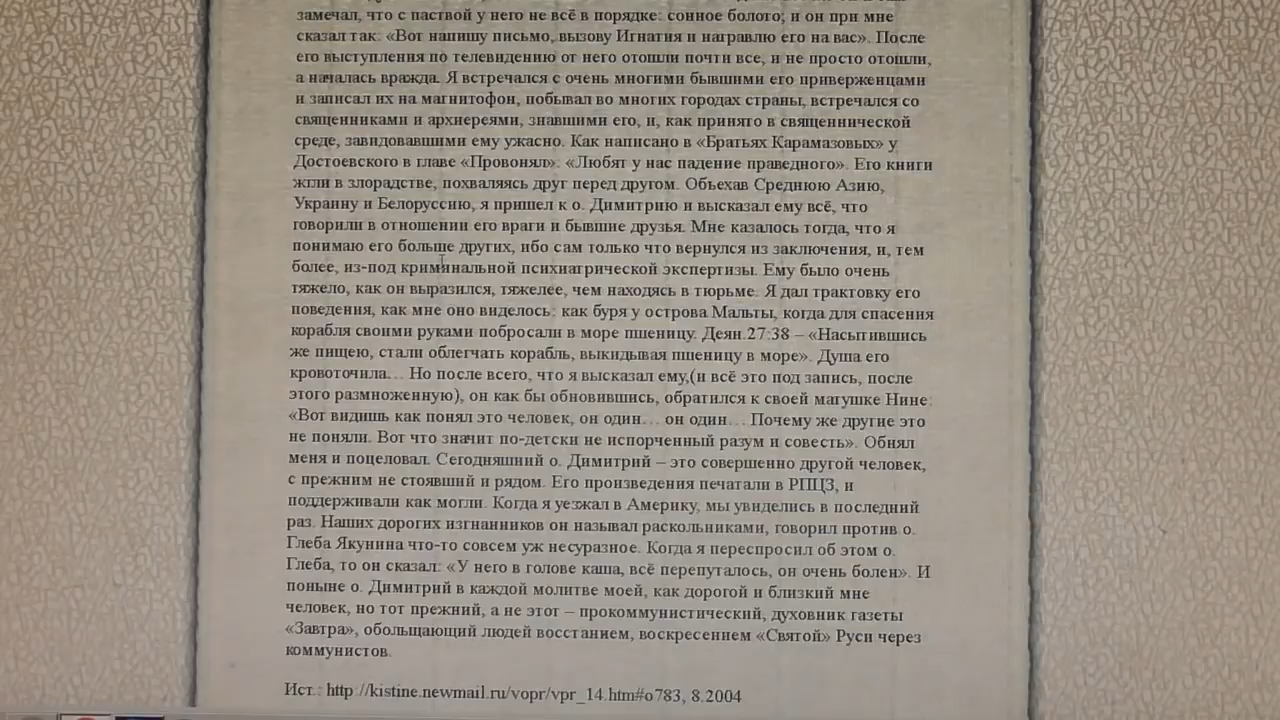 замечал, что с паствой у него не всё в порядке: сонное болото; и он при мне
сказал так: «Вот напишу письмо, вызову Игнатия и направлю его на вас». После
его выступления по телевидению от него отошли почти все, и не просто отошли,
а началась вражда. Я встречался с очень многими бывшими его приверженцами
и записал их на магнитофон, побывал во многих городах страны, встречался со
священниками и архиереями, знавшими его, и, как принято в священнической
среде, завидовавшими ему ужасно. Как написано в «Братьях Карамазовых» у
Достоевского в главе «Провонял»: «Любят у нас падение праведного». Его книги
жгли в злорадстве, похваляясь друг перед другом. Объехав Среднюю Азию,
Украину и Белоруссию, я пришел к о. Димитрию и высказал ему всё, что
говорили в отношении его враги и бывшие друзья. Мне казалось тогда, что я
понимаю его больше других, ибо сам только что вернулся из заключения, и, тем
более, из-под криминальной психиатрической экспертизы. Ему было очень
тяжело, как он выразился, тяжелее, чем находясь в тюрьме. Я дал трактовку его
поведения, как мне оно виделось: как буря у острова Мальты, когда для спасения
корабля своими руками побросали в море пшеницу. Деян.27:38 – «Насытившись
же пищею, стали облегчать корабль, выкидывая пшеницу в море». Душа его
кровоточила... Но после всего, что я высказал ему,(и всё это под запись, после
этого размноженную), он как бы обновившись, обратился к своей матушке Нине:
«Вот видишь как понял это человек, он один... он один... Почему же другие это
не поняли. Вот что значит по-детски не испорченный разум и совесть». Обнял
меня и поцеловал. Сегодняшний о. Димитрий – это совершенно другой человек,
с прежним не стоявший и рядом. Его произведения печатали в РПЦЗ, и
поддерживали как могли. Когда я уезжал в Америку, мы увиделись в последний
раз. Наших дорогих изгнанников он называл раскольниками, говорил против о.
Глеба Якунина что-то совсем уж несуразное. Когда я переспросил об этом о.
Глеба, то он сказал: «У него в голове каша, всё перепуталось, он очень болен». И
поныне о. Димитрий в каждой молитве моей, как дорогой и близкий мне
человек, но тот прежний, а не этот – прокоммунистический, духовник газеты
«Завтра», обольщающий людей восстанием, воскресением «Святой» Руси через
коммунистов.
Ист.: http://kistine.newmail.ru/vopr/vpr_14.htm#o783, 8.2004